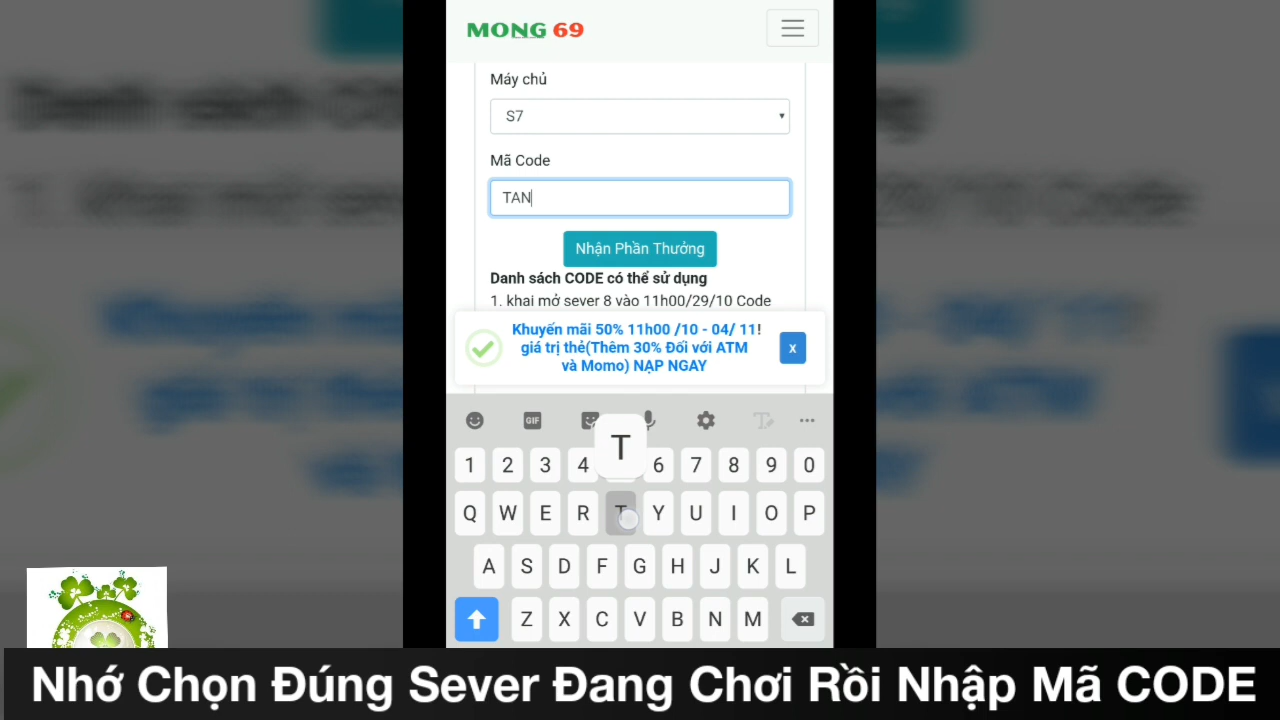 MONG 69
Máy chủ
S7
Mã Code
TAN
Nhận Phần Thưởng
Danh sách CODE có thể sử dụng
1. khai mở sever 8 vào 11h00/29/10 Code
Khuyến mãi 50% 11h00 /10 - 04/ 11!
giá trị thẻ(Thêm 30% Đối với ATM
và Momo) NẠP NGAY
x
GIF
T
1 2 3 4 6 7 8 9 0
Q W E R T Y U I O P
A S D F G H J K L
Z X C V B N M
Nhớ Chọn Đúng Sever Đang Chơi Rồi Nhập Mã CODE